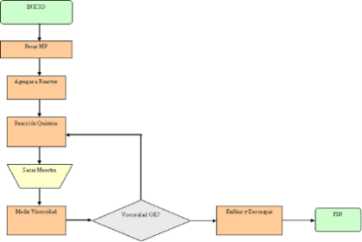 INICIO
Pesar MP
Agregar a Reactor
Reacción Química
Sacar Muestra
Medir Viscosidad
Viscosidad OK?
Enfriar y Descargar
FIN